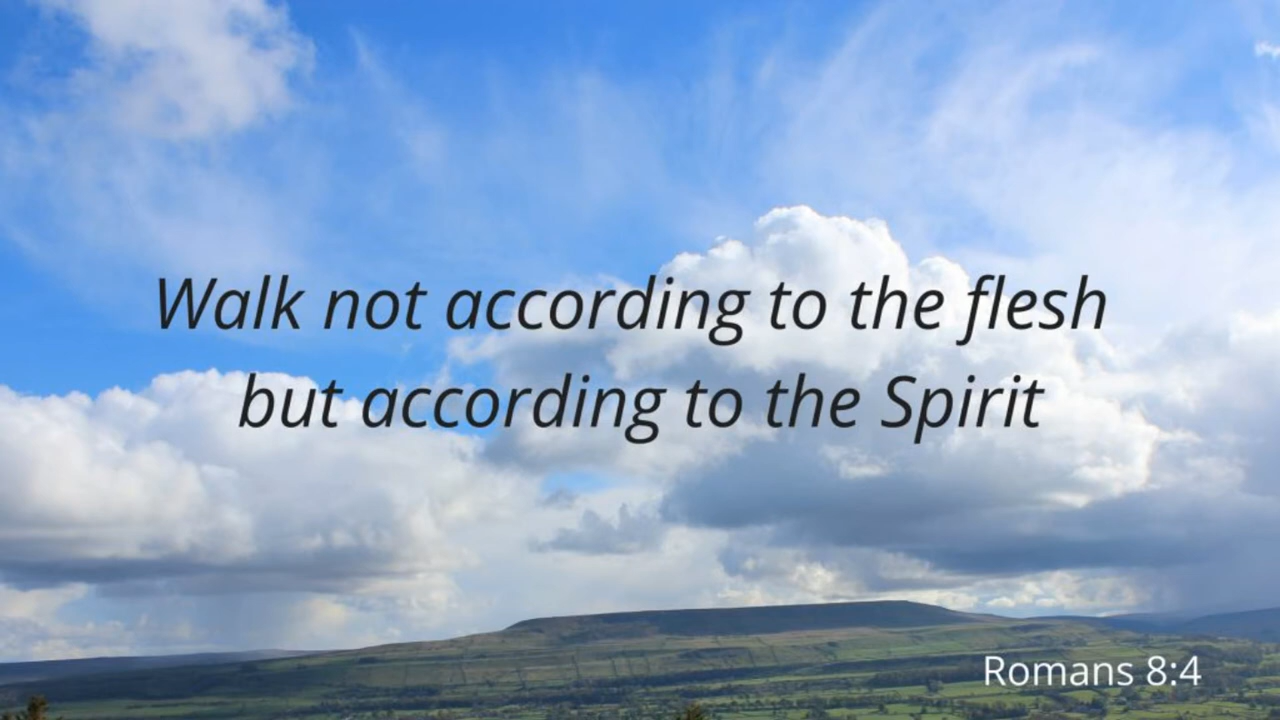 Walk not according to the flesh
but according to the Spirit
Romans 8:4